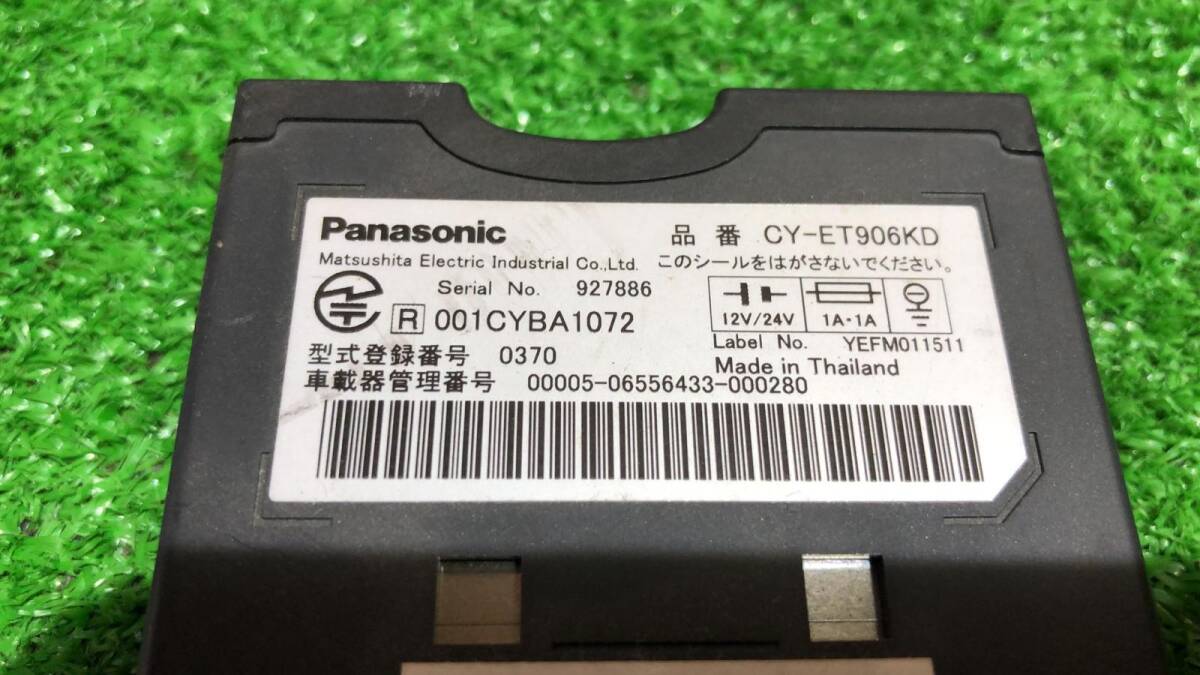 Panasonic 品番 CY-ET906KD
Matsushita Electric Industrial Co.,Ltd. このシールをはがさないでください。
Serial No. 927886
R 001CYBA1072 12V/24V 1A・1A
Label No. YEFM011511
型式登録番号 0370 Made in Thailand
車載器管理番号 00005-06556433-000280